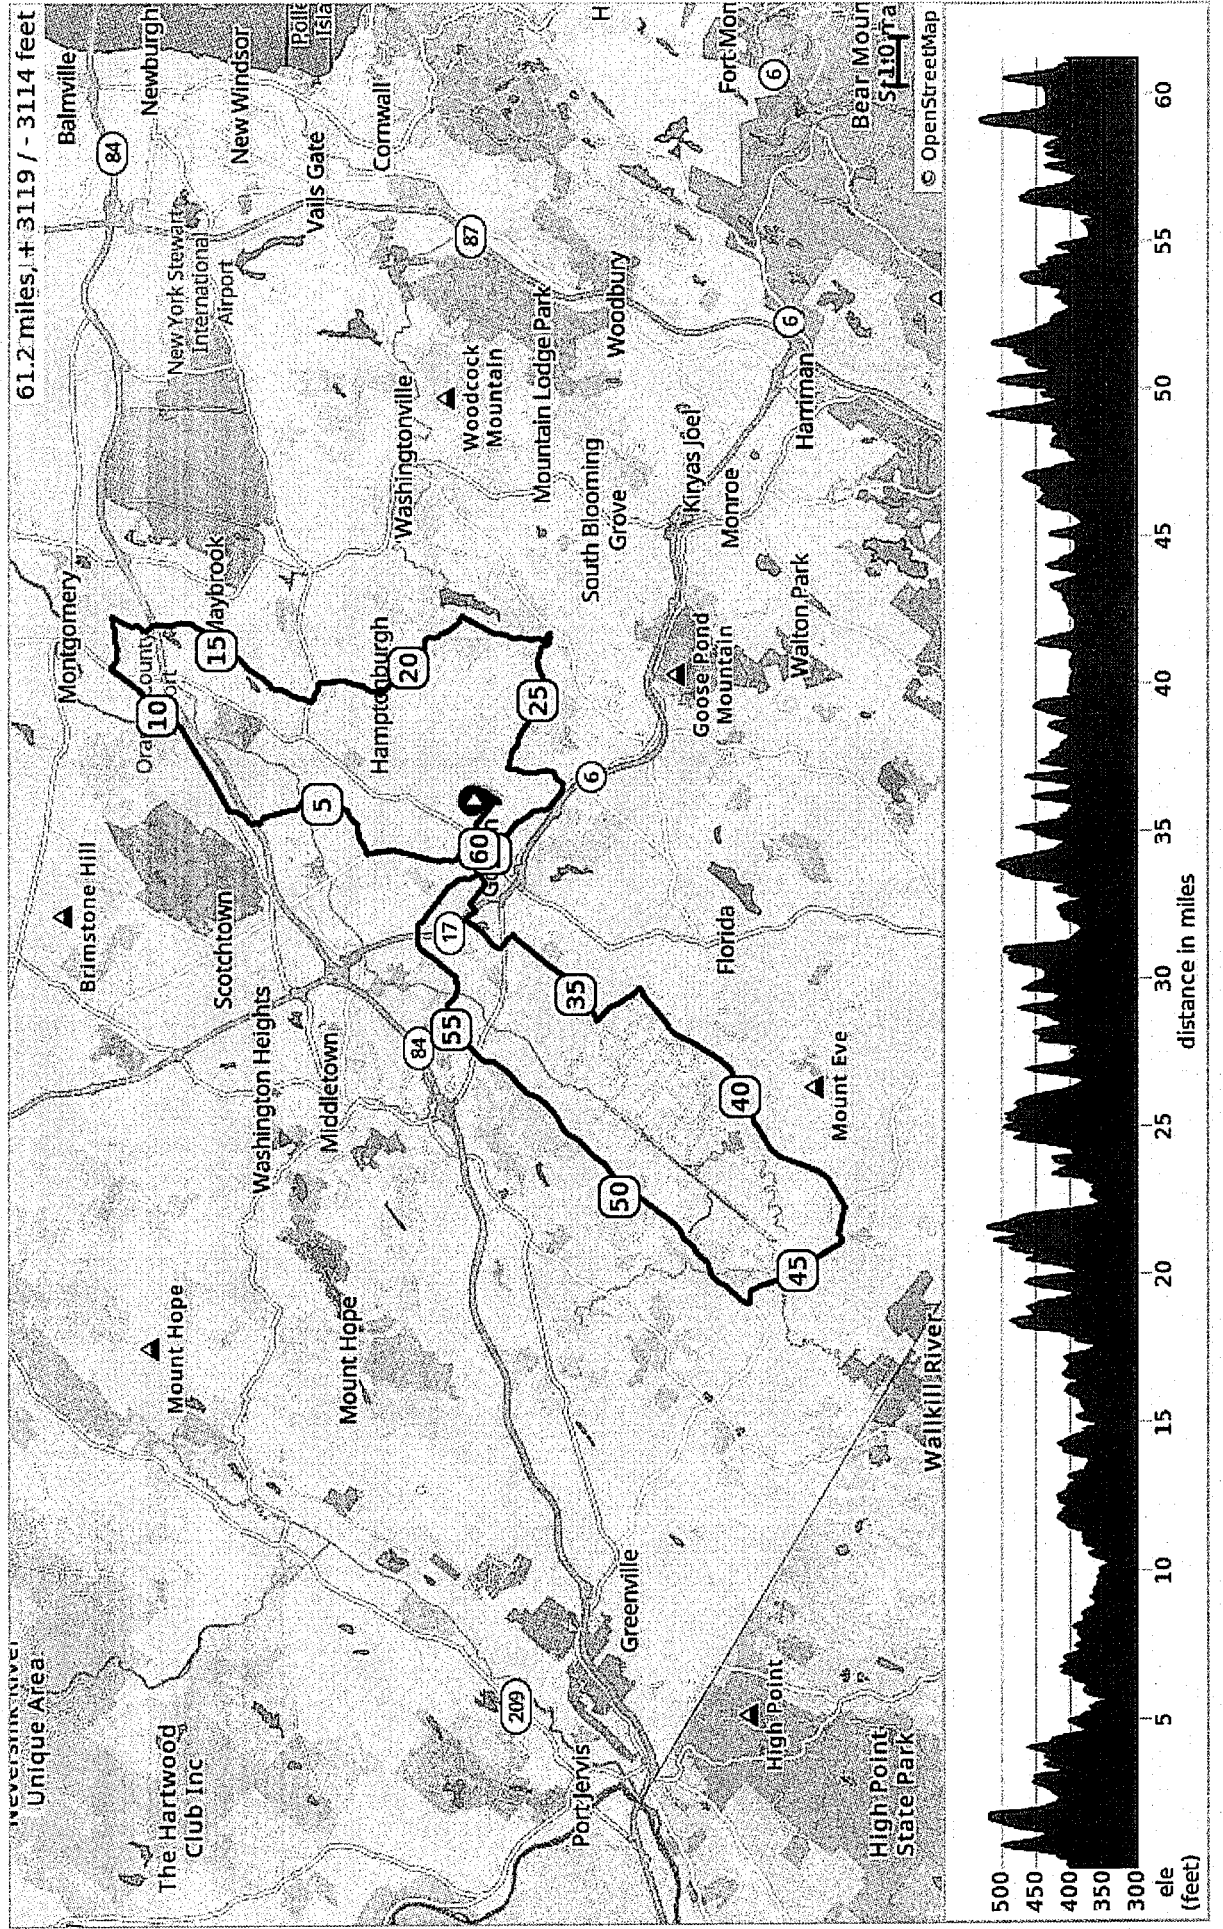 61.2 miles, + 3119 / - 3114 feet
Unique Area
The Hartwood
Club Inc
Mount Hope
Mount Hope
Brimstone Hill
Scotchtown
Washington Heights
Middletown
Montgomery
Maybrook
Hamptonburgh
Balmville
Newburgh
New Windsor
New York Stewart
International
Airport
Vails Gate
Cornwall
Washingtonville
Woodcock
Mountain
Mountain Lodge Park
Woodbury
South Blooming
Grove
Kiryas Joel
Monroe
Harriman
Walton Park
Goose Pond
Mountain
Florida
Mount Eve
Greenville
Port Jervis
High Point
High Point
State Park
Wallkill River
84
87
6
6
6
17
84
209
5
10
15
20
25
35
40
45
50
55
60
© OpenStreetMap
500
450
400
350
300
ele
(feet)
5
10
15
20
25
30
35
40
45
50
55
60
distance in miles